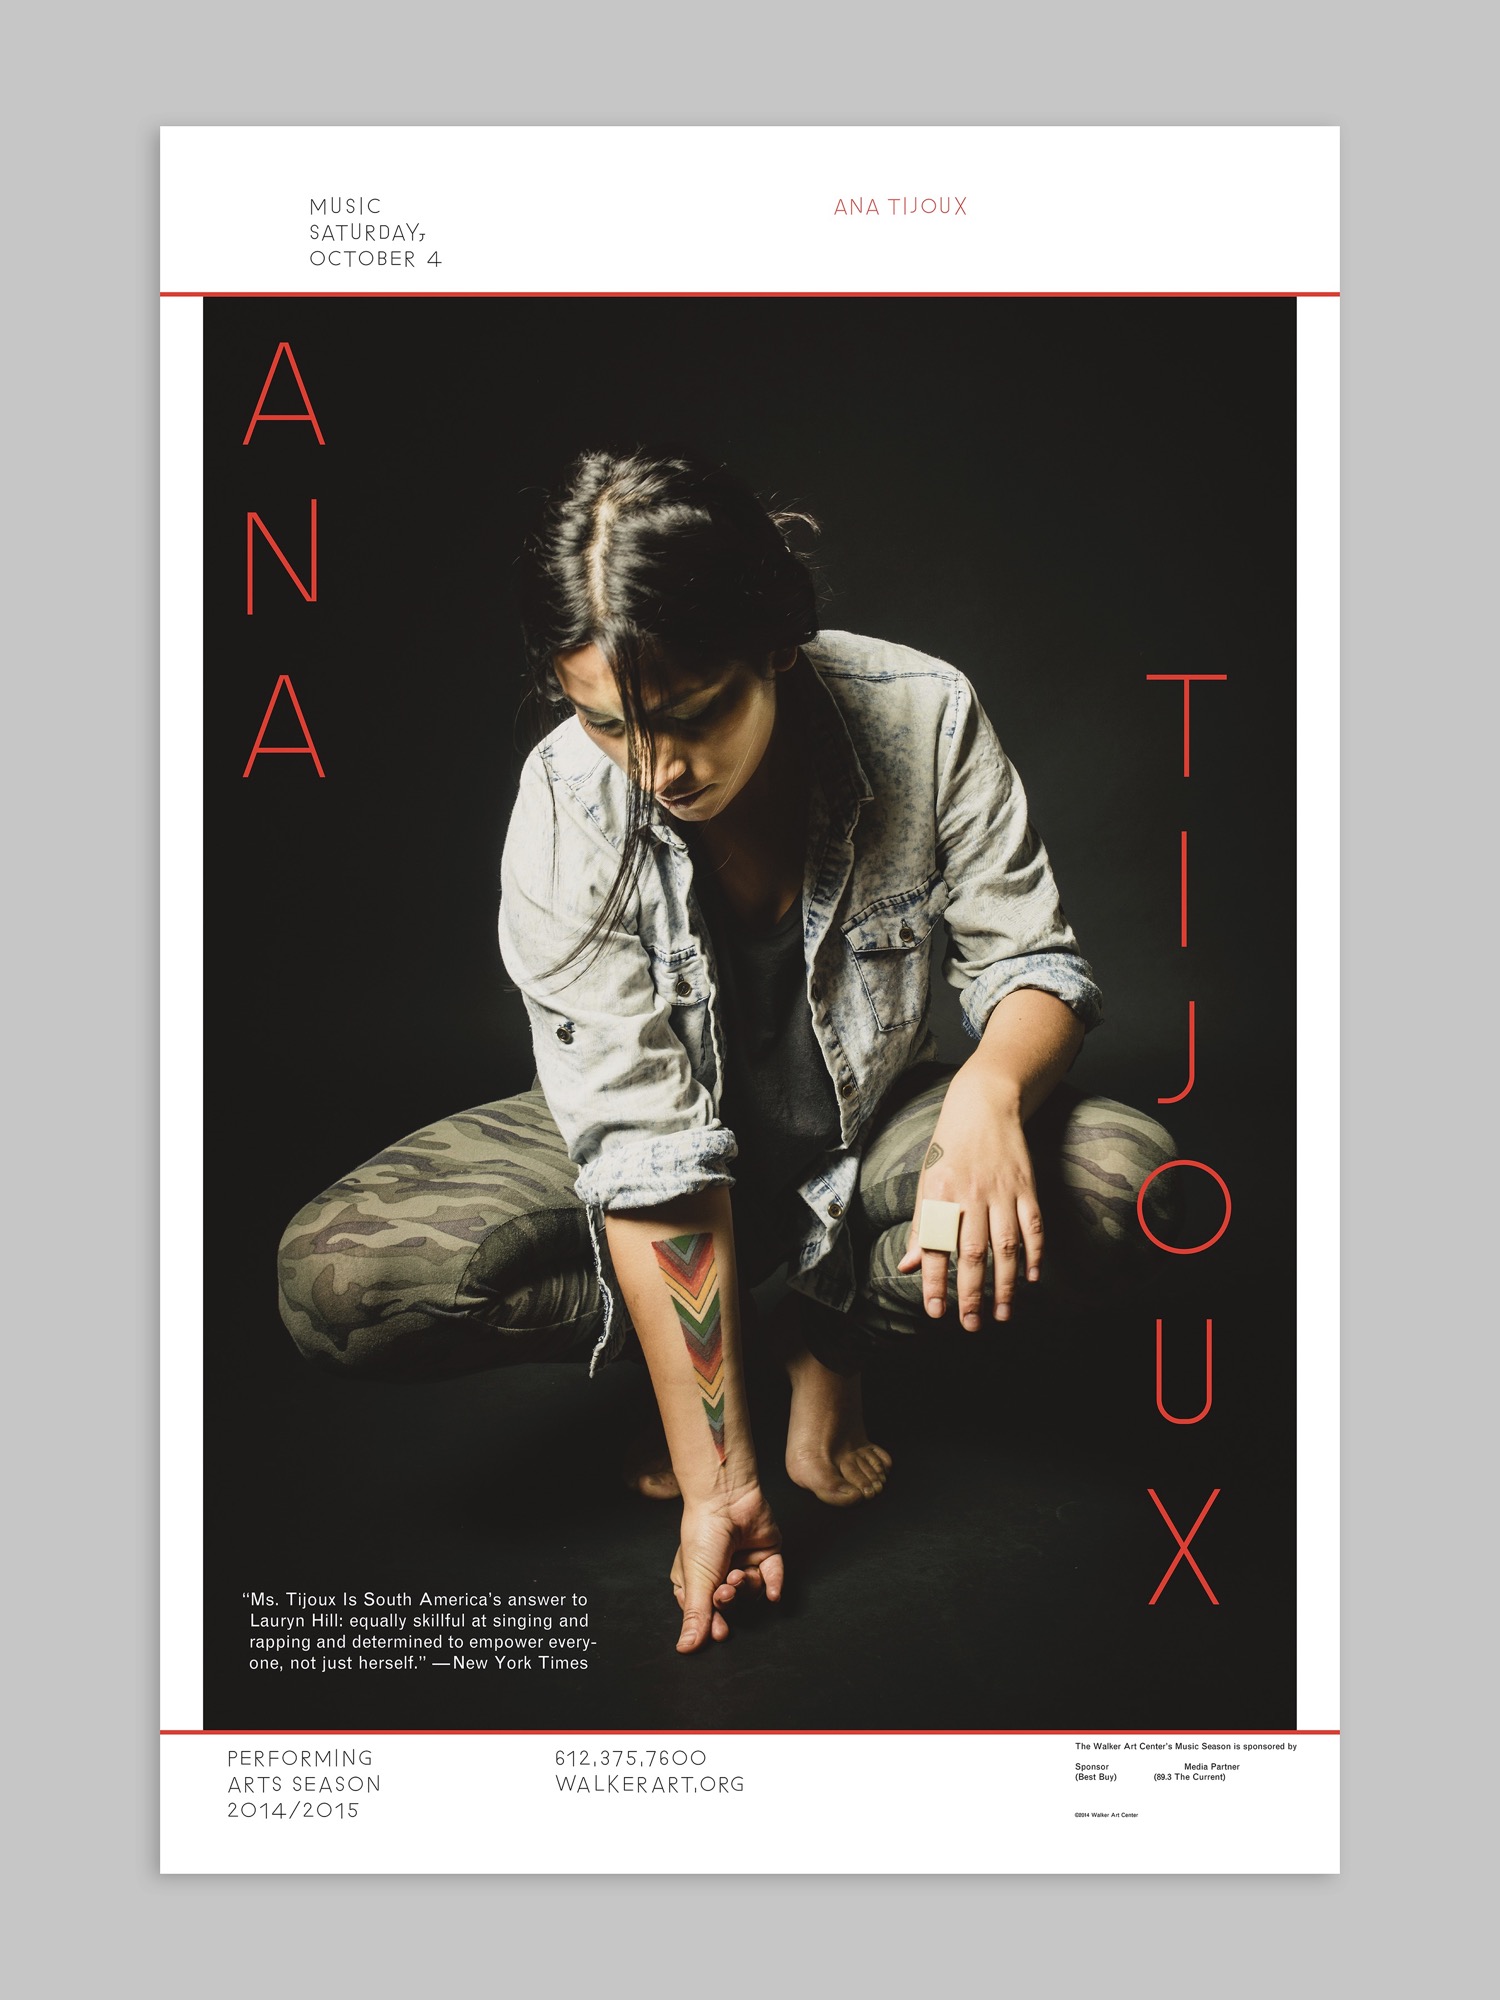 MUSIC
SATURDAY,
OCTOBER 4
ANA TIJOUX
ANA
TIJOUX
“Ms. Tijoux Is South America’s answer to
Lauryn Hill: equally skillful at singing and
rapping and determined to empower every-
one, not just herself.” —New York Times
PERFORMING
ARTS SEASON
2014/2015
612.375.7600
WALKERART.ORG
The Walker Art Center’s Music Season is sponsored by
Sponsor
(Best Buy)
Media Partner
(89.3 The Current)
©2014 Walker Art Center